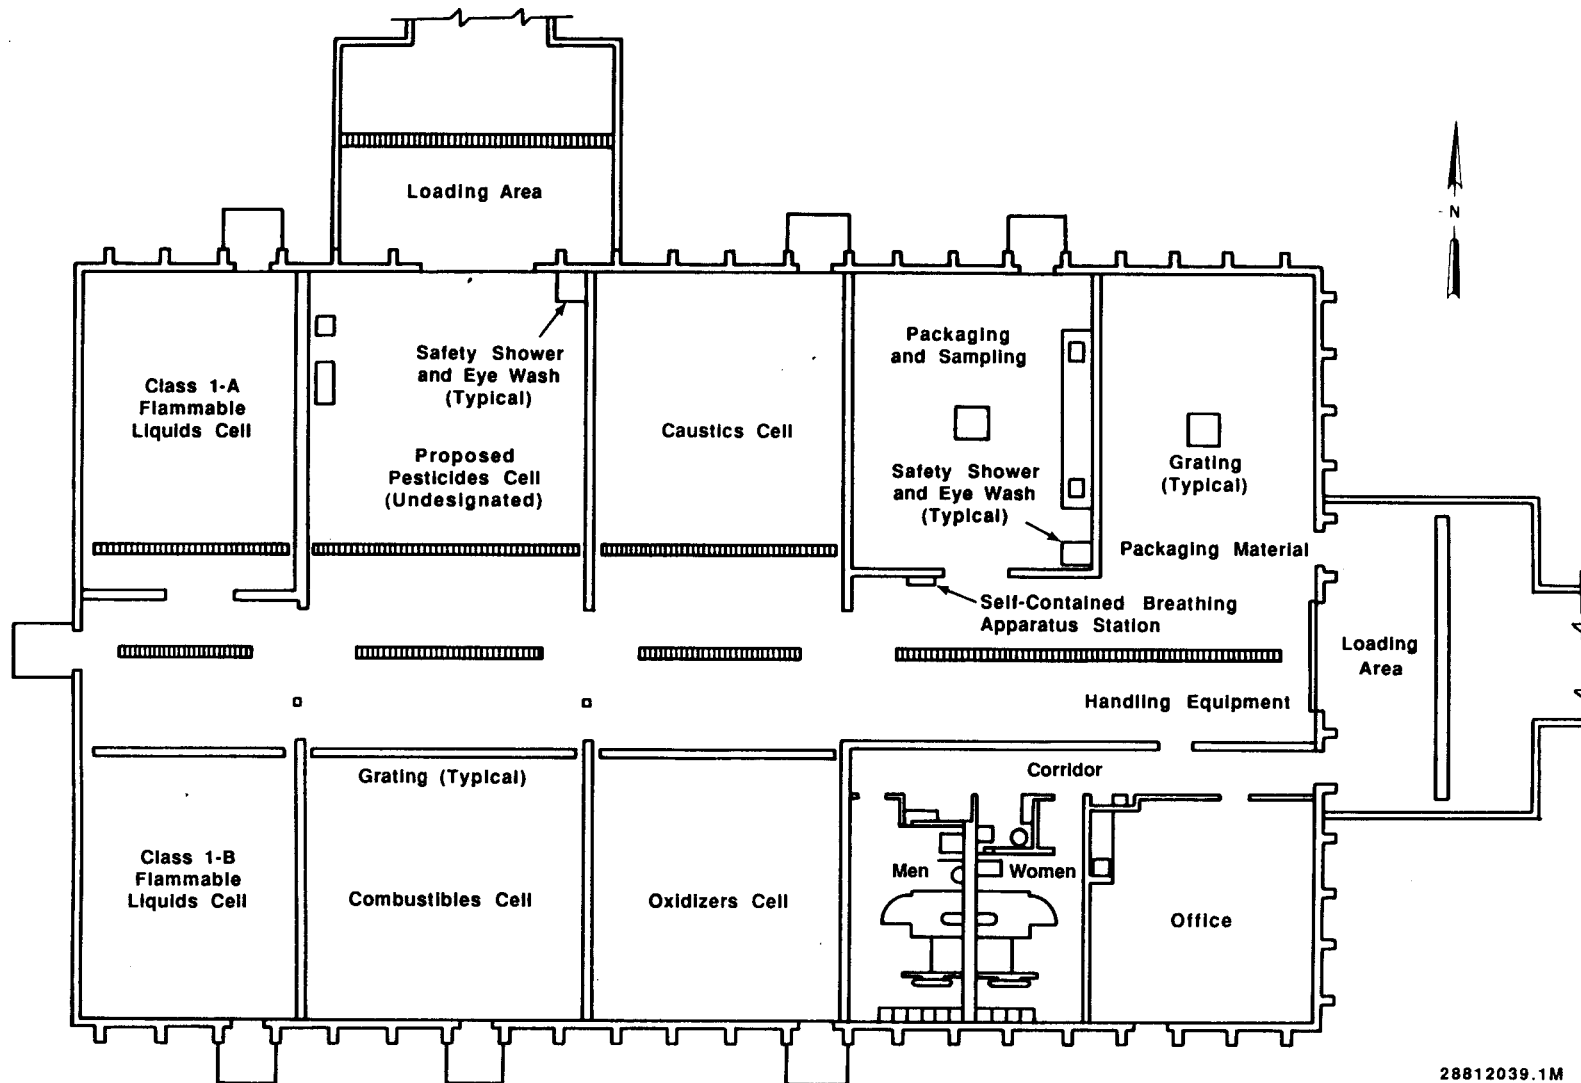 Loading Area
N
Safety Shower
and Eye Wash
(Typical)
Packaging
and Sampling
Class 1-A
Flammable
Liquids Cell
Proposed
Pesticides Cell
(Undesignated)
Caustics Cell
Safety Shower
and Eye Wash
(Typical)
Grating
(Typical)
Packaging Material
Self-Contained Breathing
Apparatus Station
Loading
Area
Handling Equipment
Grating (Typical)
Corridor
Class 1-B
Flammable
Liquids Cell
Combustibles Cell
Oxidizers Cell
Men
Women
Office
28812039.1M